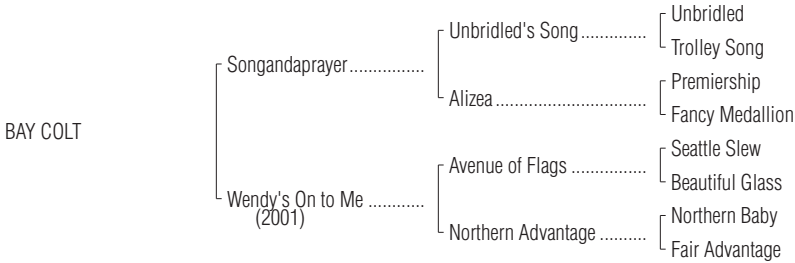 Unbridled
Unbridled's Song..............
Trolley Song
Songandaprayer................
Premiership
Alizea................................
Fancy Medallion
BAY COLT
Seattle Slew
Avenue of Flags ................
Beautiful Glass
Wendy's On to Me ............
(2001)
Northern Baby
Northern Advantage ..........
Fair Advantage